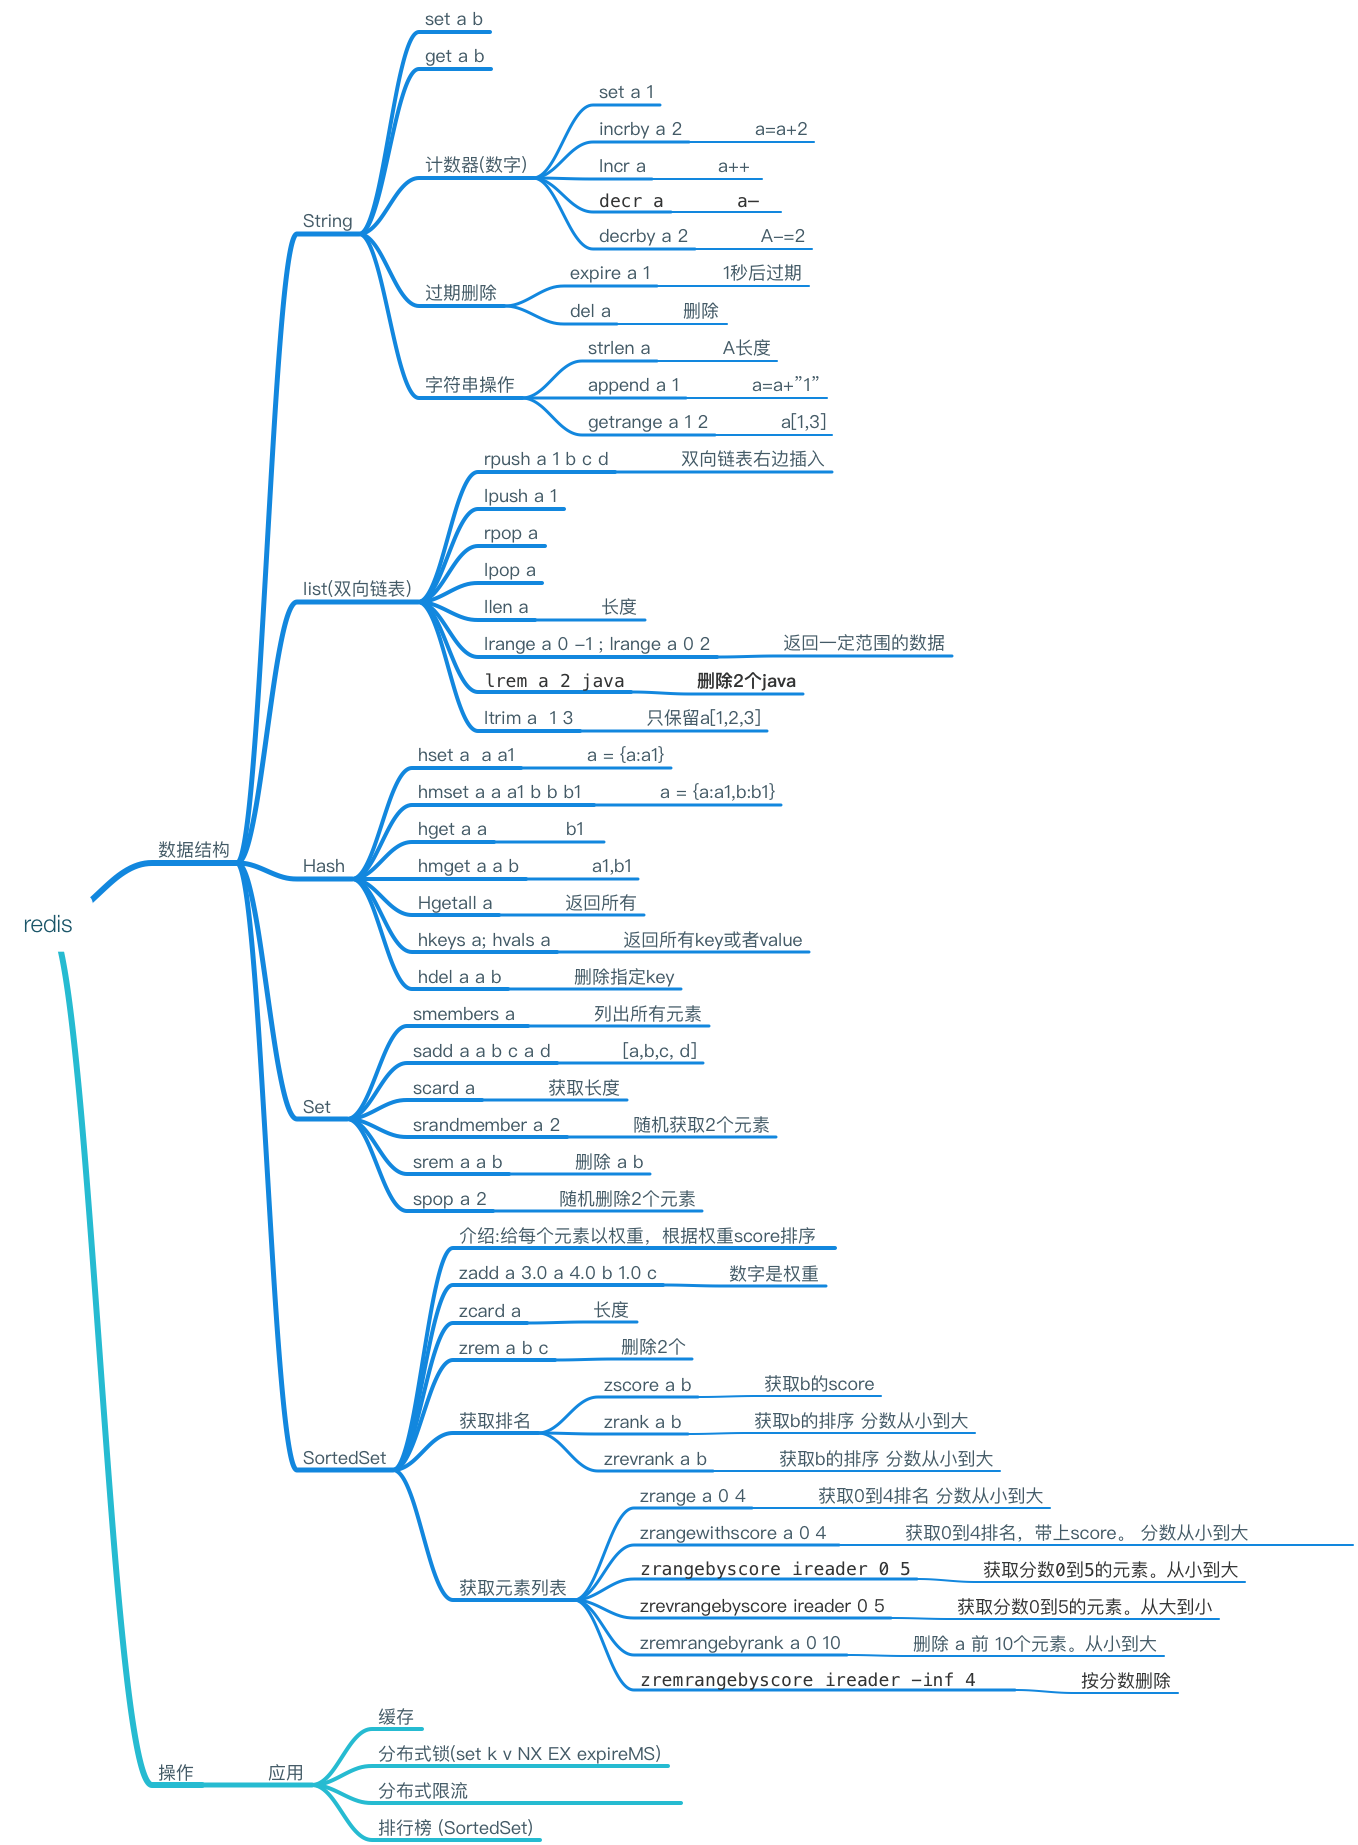 redis
数据结构
String
set a b
get a b
计数器(数字)
set a 1
incrby a 2 a=a+2
Incr a a++
decr a a—
decrby a 2 A-=2
过期删除
expire a 1 1秒后过期
del a 删除
字符串操作
strlen a A长度
append a 1 a=a+”1”
getrange a 1 2 a[1,3]
list(双向链表)
rpush a 1 b c d 双向链表右边插入
lpush a 1
rpop a
lpop a
llen a 长度
lrange a 0 -1 ; lrange a 0 2 返回一定范围的数据
lrem a 2 java 删除2个java
ltrim a  1 3 只保留a[1,2,3]
Hash
hset a  a a1 a = {a:a1}
hmset a a a1 b b b1 a = {a:a1,b:b1}
hget a a b1
hmget a a b a1,b1
Hgetall a 返回所有
hkeys a; hvals a 返回所有key或者value
hdel a a b 删除指定key
Set
smembers a 列出所有元素
sadd a a b c a d [a,b,c, d]
scard a 获取长度
srandmember a 2 随机获取2个元素
srem a a b 删除 a b
spop a 2 随机删除2个元素
SortedSet
介绍:给每个元素以权重，根据权重score排序
zadd a 3.0 a 4.0 b 1.0 c 数字是权重
zcard a 长度
zrem a b c 删除2个
获取排名
zscore a b 获取b的score
zrank a b 获取b的排序 分数从小到大
zrevrank a b 获取b的排序 分数从小到大
获取元素列表
zrange a 0 4 获取0到4排名 分数从小到大
zrangewithscore a 0 4 获取0到4排名，带上score。 分数从小到大
zrangebyscore ireader 0 5 获取分数0到5的元素。从小到大
zrevrangebyscore ireader 0 5 获取分数0到5的元素。从大到小
zremrangebyrank a 0 10 删除 a 前 10个元素。从小到大
zremrangebyscore ireader -inf 4 按分数删除
操作
应用
缓存
分布式锁(set k v NX EX expireMS)
分布式限流
排行榜 (SortedSet)